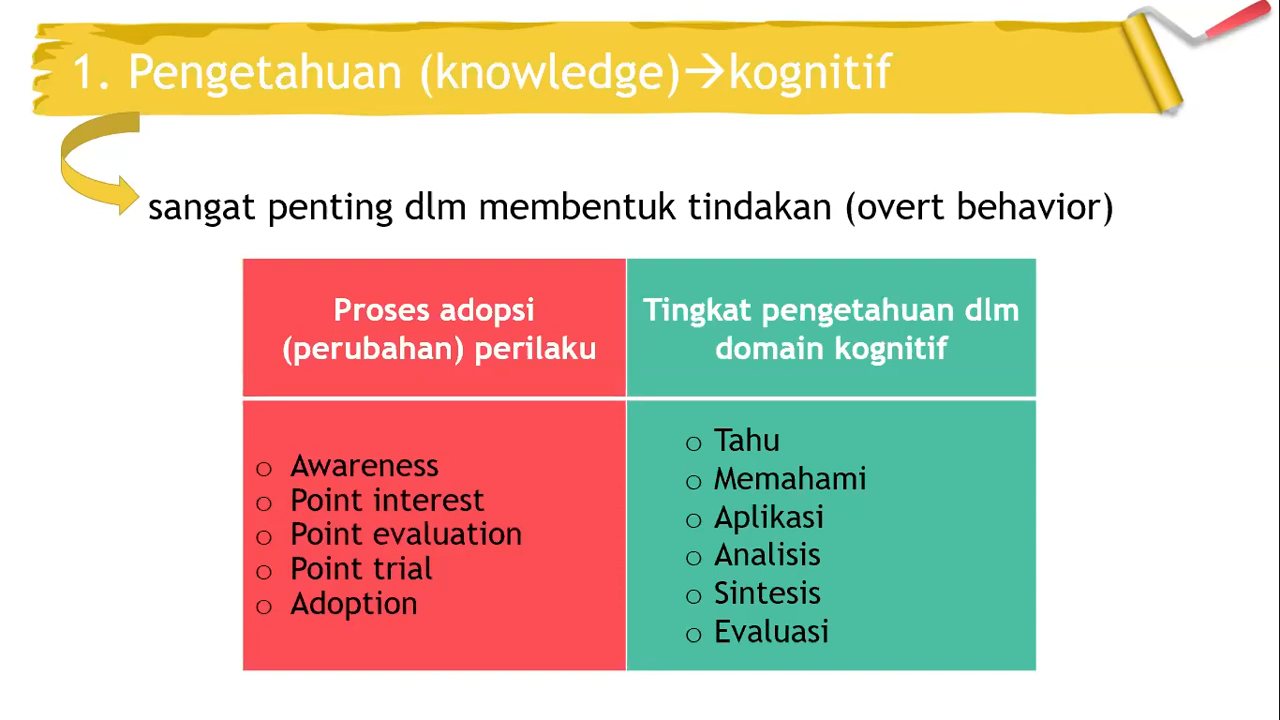 1. Pengetahuan (knowledge)→kognitif
sangat penting dlm membentuk tindakan (overt behavior)
Proses adopsi
(perubahan) perilaku
o Awareness
o Point interest
o Point evaluation
o Point trial
o Adoption
Tingkat pengetahuan dlm
domain kognitif
o Tahu
o Memahami
o Aplikasi
o Analisis
o Sintesis
o Evaluasi